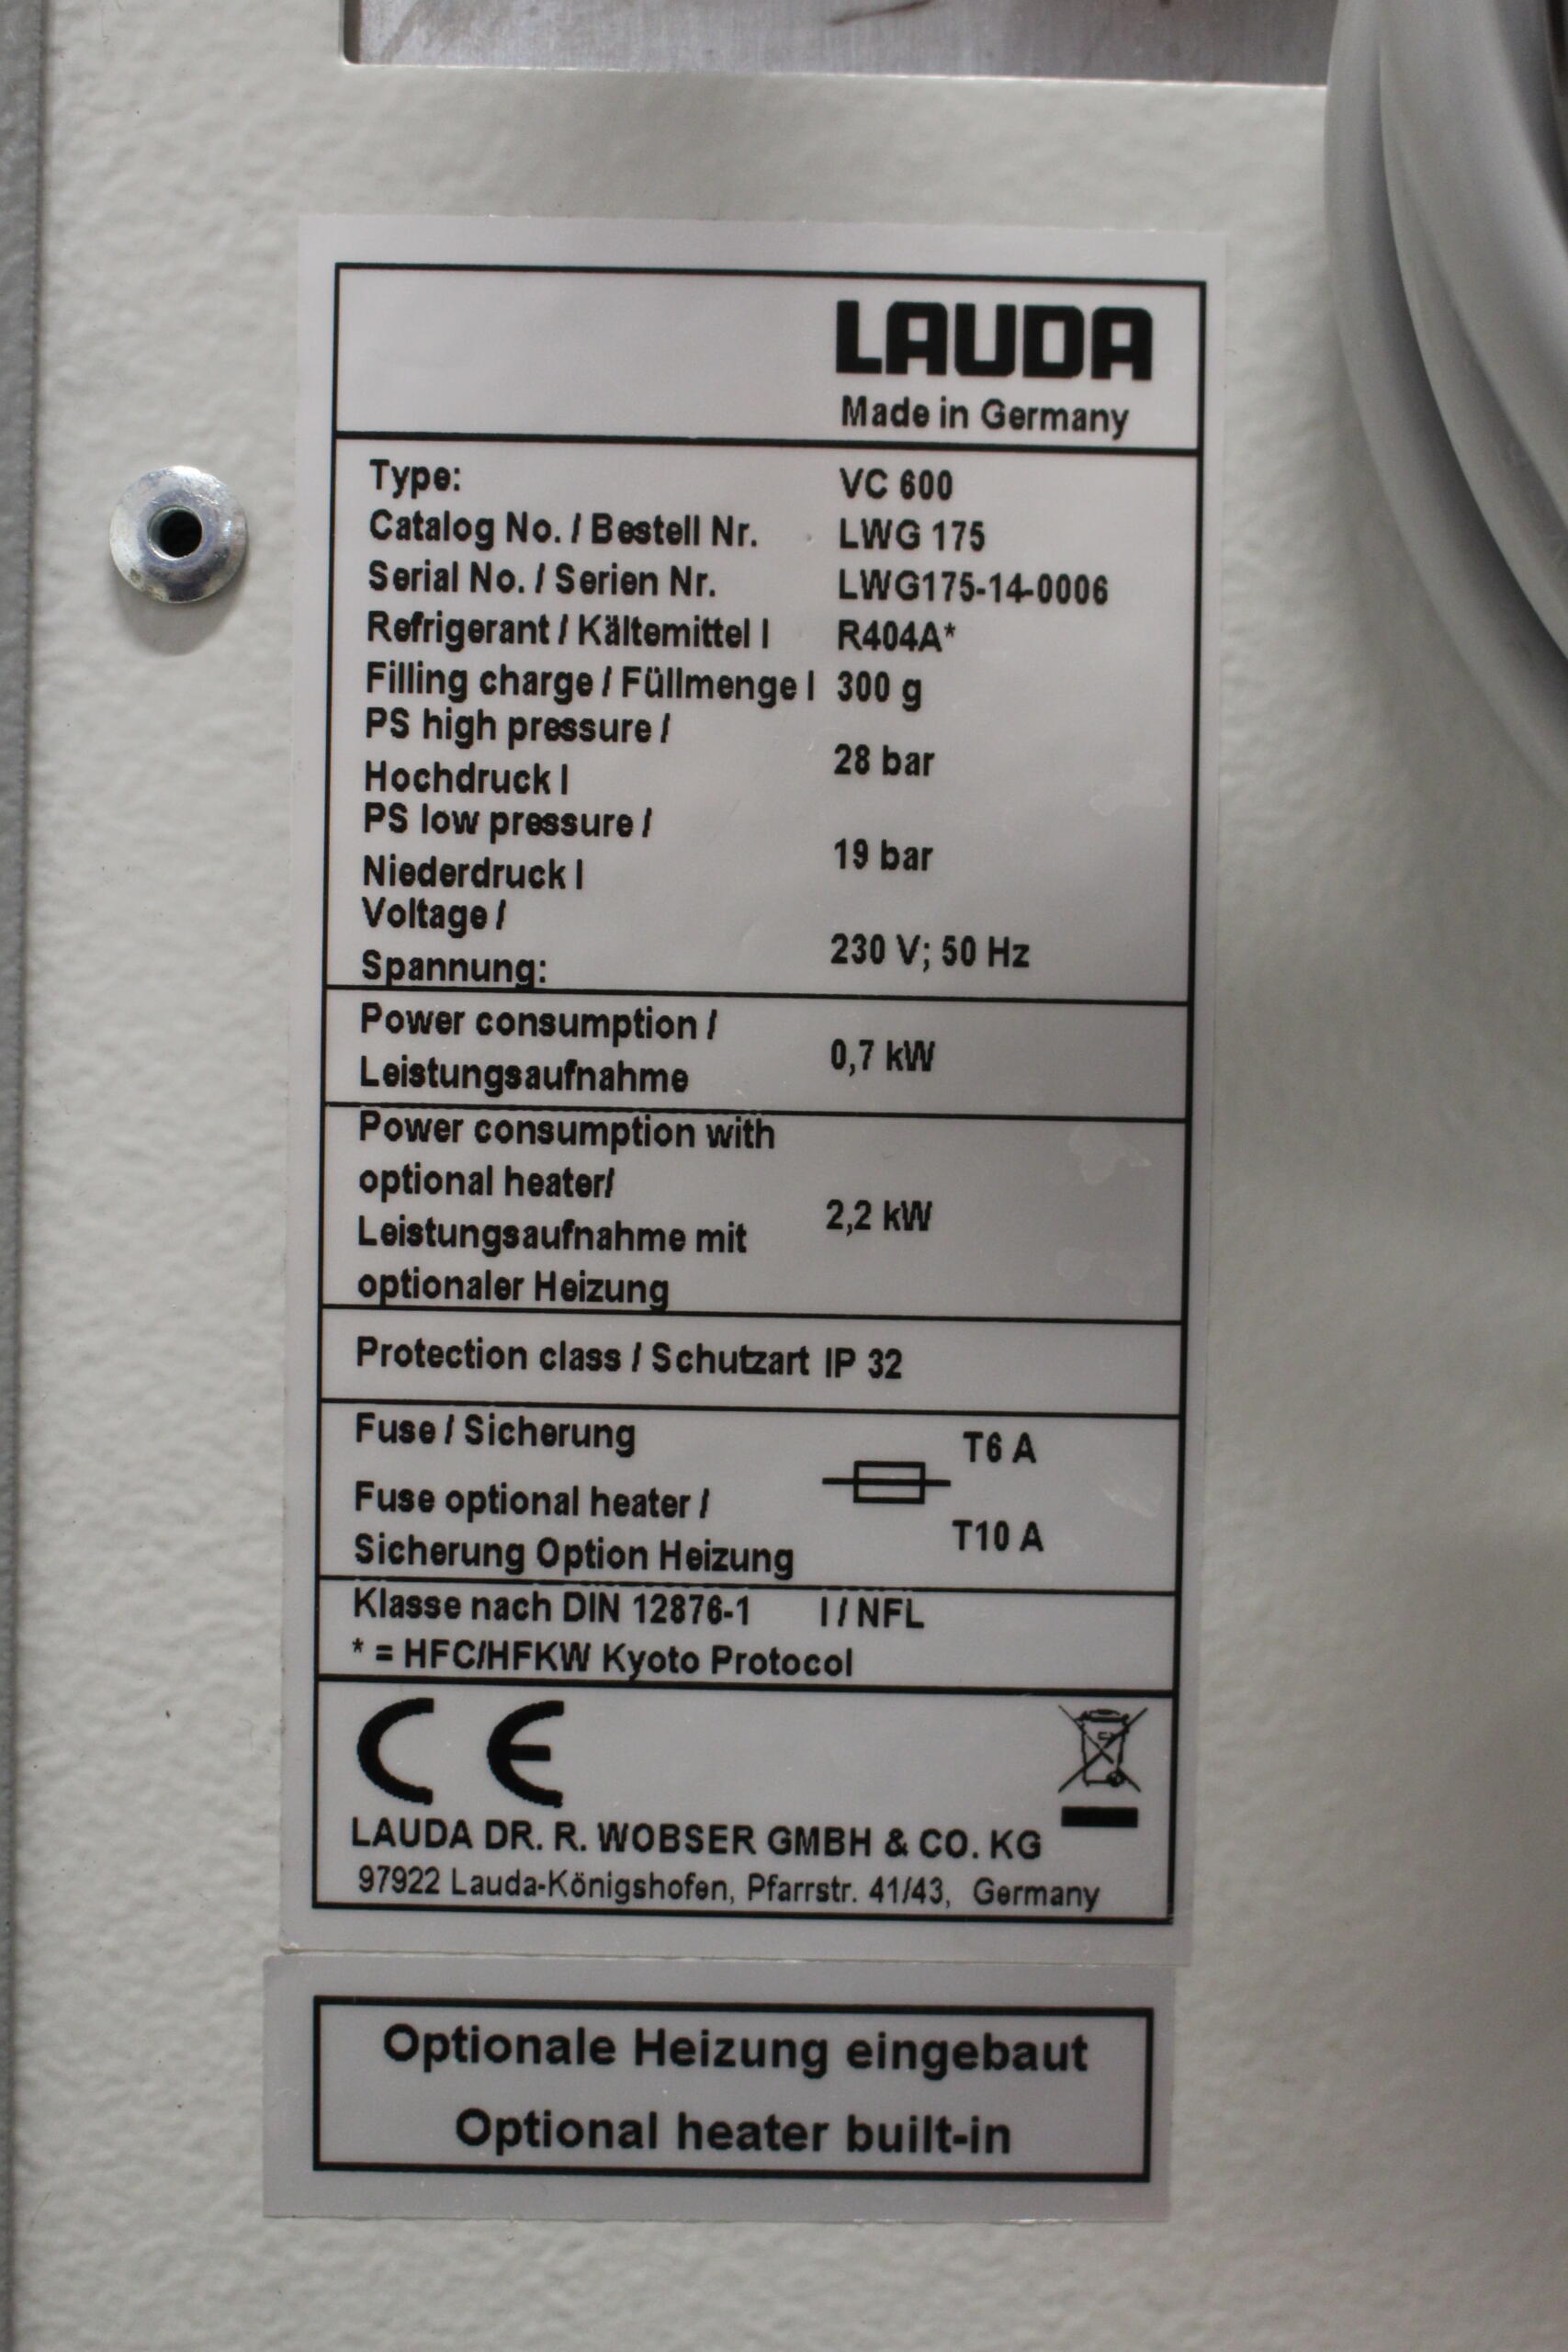 LAUDA
Made in Germany
Type: VC 600
Catalog No. / Bestell Nr. LWG 175
Serial No. / Serien Nr. LWG175-14-0006
Refrigerant / Kältemittel I R404A*
Filling charge / Füllmenge I 300 g
PS high pressure /
Hochdruck I 28 bar
PS low pressure /
Niederdruck I 19 bar
Voltage /
Spannung: 230 V; 50 Hz
Power consumption /
Leistungsaufnahme 0,7 kW
Power consumption with
optional heater/
Leistungsaufnahme mit 2,2 kW
optionaler Heizung
Protection class / Schutzart IP 32
Fuse / Sicherung T6 A
Fuse optional heater /
Sicherung Option Heizung T10 A
Klasse nach DIN 12876-1 I / NFL
* = HFC/HFKW Kyoto Protocol
CE
LAUDA DR. R. WOBSER GMBH & CO. KG
97922 Lauda-Königshofen, Pfarrstr. 41/43, Germany
Optionale Heizung eingebaut
Optional heater built-in